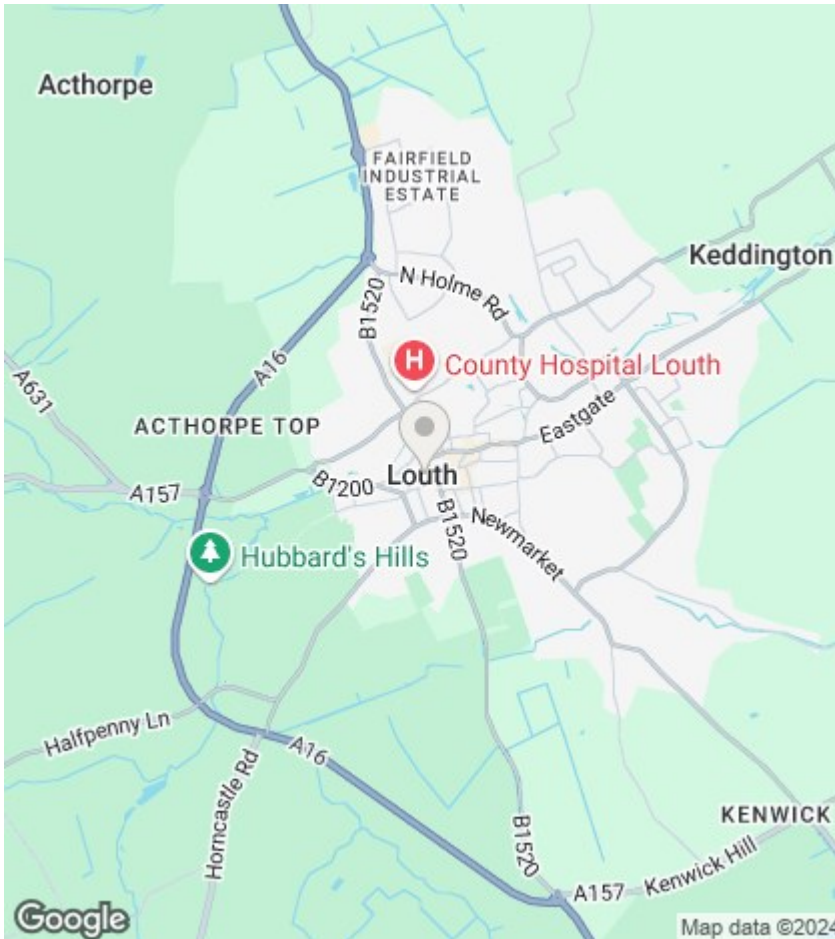 Acthorpe
FAIRFIELD
INDUSTRIAL
ESTATE
Keddington
N Holme Rd
B1520
A16
County Hospital Louth
H
A631
ACTHORPE TOP
Eastgate
Louth
B1200
A157
B1520
Newmarket
Hubbard's Hills
Halfpenny Ln
A16
Horncastle Rd
KENWICK
B1520
A157
Kenwick Hill
Google
Map data ©2024